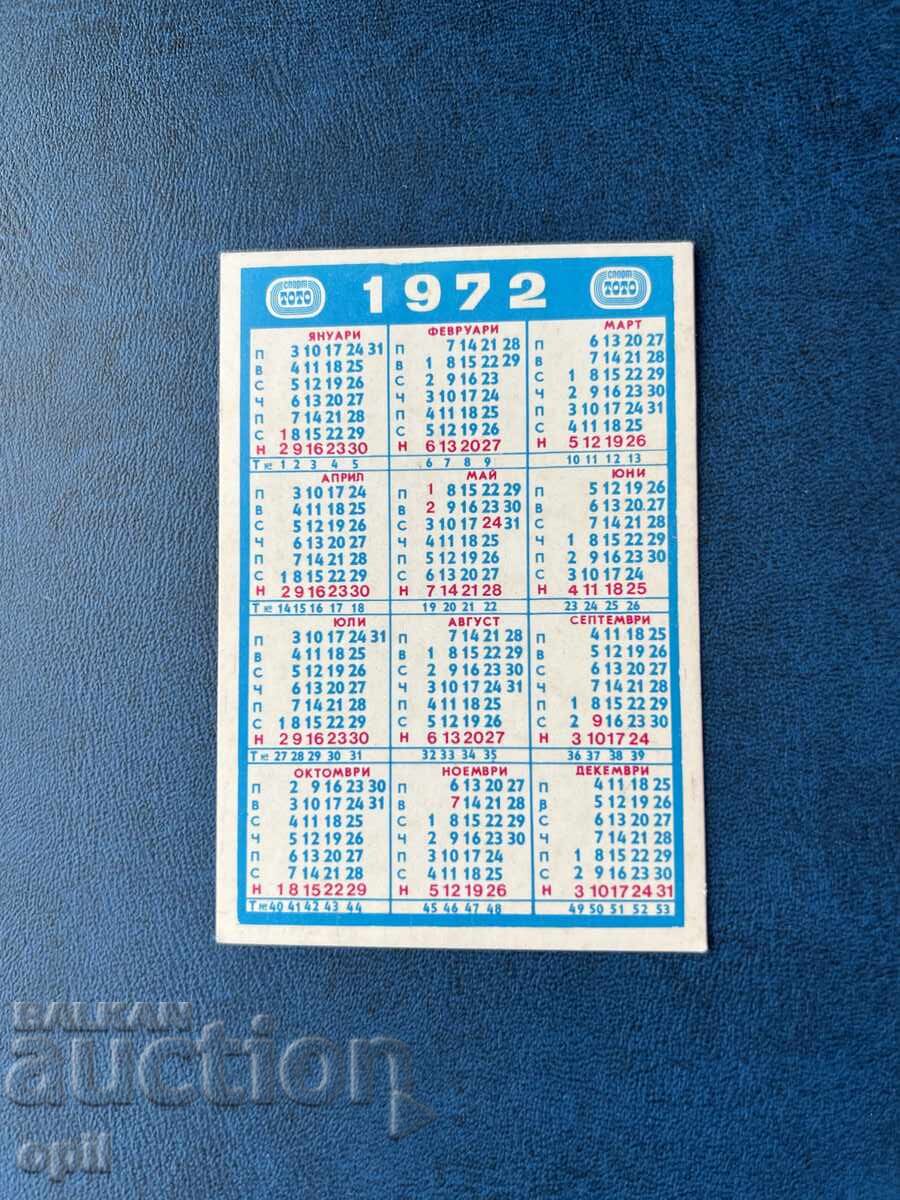 спорт ТОТО 1972 спорт ТОТО
ЯНУАРИ ФЕВРУАРИ МАРТ
П 3 10 17 24 31 П 7 14 21 28 П 6 13 20 27
В 4 11 18 25 В 1 8 15 22 29 В 7 14 21 28
С 5 12 19 26 С 2 9 16 23 С 1 8 15 22 29
Ч 6 13 20 27 Ч 3 10 17 24 Ч 2 9 16 23 30
П 7 14 21 28 П 4 11 18 25 П 3 10 17 24 31
С 1 8 15 22 29 С 5 12 19 26 С 4 11 18 25
Н 2 9 16 23 30 Н 6 13 20 27 Н 5 12 19 26
Т № 1 2 3 4 5 6 7 8 9 10 11 12 13
АПРИЛ МАЙ ЮНИ
П 3 10 17 24 П 1 8 15 22 29 П 5 12 19 26
В 4 11 18 25 В 2 9 16 23 30 В 6 13 20 27
С 5 12 19 26 С 3 10 17 24 31 С 7 14 21 28
Ч 6 13 20 27 Ч 4 11 18 25 Ч 1 8 15 22 29
П 7 14 21 28 П 5 12 19 26 П 2 9 16 23 30
С 1 8 15 22 29 С 6 13 20 27 С 3 10 17 24
Н 2 9 16 23 30 Н 7 14 21 28 Н 4 11 18 25
Т № 14 15 16 17 18 19 20 21 22 23 24 25 26
ЮЛИ АВГУСТ СЕПТЕМВРИ
П 3 10 17 24 31 П 7 14 21 28 П 4 11 18 25
В 4 11 18 25 В 1 8 15 22 29 В 5 12 19 26
С 5 12 19 26 С 2 9 16 23 30 С 6 13 20 27
Ч 6 13 20 27 Ч 3 10 17 24 31 Ч 7 14 21 28
П 7 14 21 28 П 4 11 18 25 П 1 8 15 22 29
С 1 8 15 22 29 С 5 12 19 26 С 2 9 16 23 30
Н 2 9 16 23 30 Н 6 13 20 27 Н 3 10 17 24
Т № 27 28 29 30 31 32 33 34 35 36 37 38 39
ОКТОМВРИ НОЕМВРИ ДЕКЕМВРИ
П 2 9 16 23 30 П 6 13 20 27 П 4 11 18 25
В 3 10 17 24 31 В 7 14 21 28 В 5 12 19 26
С 4 11 18 25 С 1 8 15 22 29 С 6 13 20 27
Ч 5 12 19 26 Ч 2 9 16 23 30 Ч 7 14 21 28
П 6 13 20 27 П 3 10 17 24 П 1 8 15 22 29
С 7 14 21 28 С 4 11 18 25 С 2 9 16 23 30
Н 1 8 15 22 29 Н 5 12 19 26 Н 3 10 17 24 31
Т № 40 41 42 43 44 45 46 47 48 49 50 51 52 53
BALKAN
auction
opil